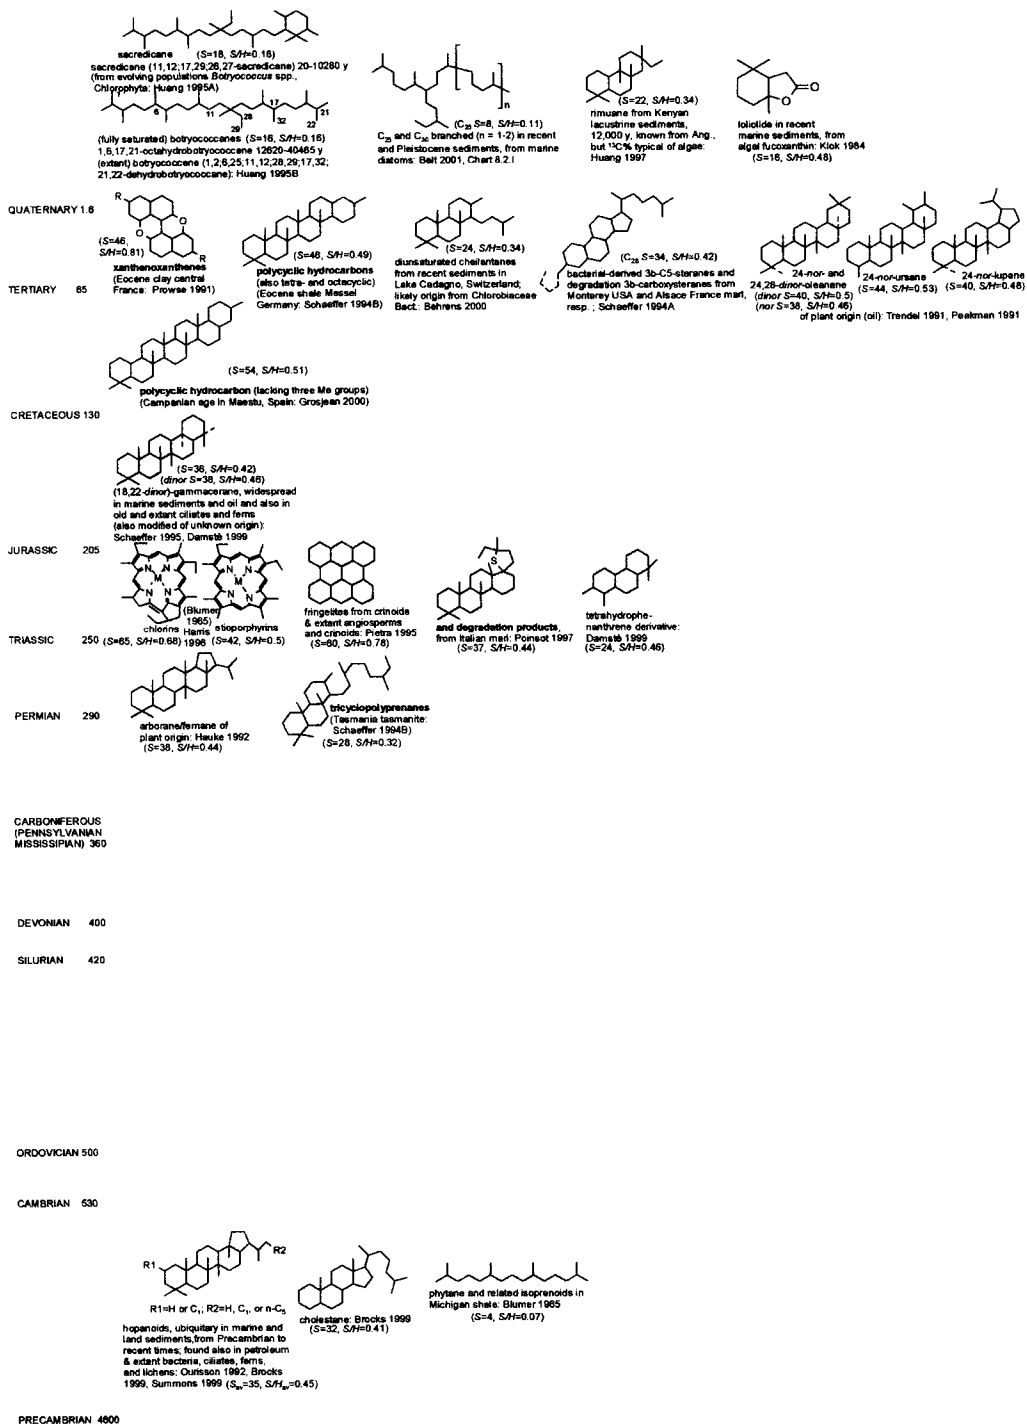 sacredicane (S=18, S/H=0.16)
sacredicane (11,12;17,29;26,27-sacredicane) 20-10280 y
(from evolving populations Botryococcus spp.,
Chlorophyta: Huang 1995A)
6
11
17
21
28
32
22
29
(fully saturated) botryococcanes (S=16, S/H=0.16)
1,6,17,21-octahydrobotryococcene 12620-40465 y
(extant) botryococcene (1,2;6,25;11,12;28,29;17,32;
21,22-dehydrobotryococcane): Huang 1995B
n
(C25 S=8, S/H=0.11)
C25 and C30 branched (n = 1-2) in recent
and Pleistocene sediments, from marine
diatoms: Belt 2001, Chart 8.2.I
(S=22, S/H=0.34)
rimuane from Kenyan
lacustrine sediments,
12,000 y, known from Ang.,
but 13C% typical of algae:
Huang 1997
O
O
loliolide in recent
marine sediments, from
algal fucoxanthin: Klok 1984
(S=16, S/H=0.48)
QUATERNARY 1.6
R
O
O
R
(S=46,
S/H=0.81)
xanthenoxanthenes
(Eocene clay central
France: Prowse 1991)
(S=48, S/H=0.49)
polycyclic hydrocarbons
(also tetra- and octacyclic)
(Eocene shale Messel
Germany: Schaeffer 1994B)
(S=24, S/H=0.34)
diunsaturated cheilantanes
from recent sediments in
Lake Cadagno, Switzerland;
likely origin from Chlorobiaceae
Bact.: Behrens 2000
(C28 S=34, S/H=0.42)
bacterial-derived 3b-C5-steranes and
degradation 3b-carboxysteranes from
Monterey USA and Alsace France marl,
resp. ; Schaeffer 1994A
24-nor- and
24,28-dinor-oleanane
(dinor S=40, S/H=0.5)
(nor S=38, S/H=0.46)
24-nor-ursane
(S=44, S/H=0.53)
24-nor-lupane
(S=40, S/H=0.48)
of plant origin (oil): Trendel 1991, Peakman 1991
TERTIARY 65
(S=54, S/H=0.51)
polycyclic hydrocarbon (lacking three Me groups)
(Campanian age in Maestu, Spain: Grosjean 2000)
CRETACEOUS 130
(S=36, S/H=0.42)
(dinor S=38, S/H=0.46)
(18,22-dinor)-gammacerane, widespread
in marine sediments and oil and also in
old and extant ciliates and ferns
(also modified of unknown origin):
Schaeffer 1995, Damsté 1999
JURASSIC 205
N N
M
N N
N N
M
N N
(Blumer
1965)
chlorins Harris etioporphyrins
(S=65, S/H=0.68) 1998 (S=42, S/H=0.5)
fringelites from crinoids
& extant angiosperms
and crinoids: Pietra 1995
(S=60, S/H=0.78)
S
and degradation products,
from Italian marl: Poinsot 1997
(S=37, S/H=0.44)
tetrahydrophe-
nanthrene derivative:
Damsté 1999
(S=24, S/H=0.46)
TRIASSIC 250
arborane/fernane of
plant origin: Hauke 1992
(S=38, S/H=0.44)
tricyclopolyprenanes
(Tasmania tasmanite:
Schaeffer 1994B)
(S=28, S/H=0.32)
PERMIAN 290
CARBONIFEROUS
(PENNSYLVANIAN
MISSISSIPIAN) 360
DEVONIAN 400
SILURIAN 420
ORDOVICIAN 500
CAMBRIAN 530
R1
R2
R1=H or C1; R2=H, C1, or n-C5
hopanoids, ubiquitary in marine and
land sediments, from Precambrian to
recent times; found also in petroleum
& extant bacteria, ciliates, ferns,
and lichens: Ourisson 1992, Brocks
1999, Summons 1999 (Sav=35, S/Hav=0.45)
cholestane: Brocks 1999
(S=32, S/H=0.41)
phytane and related isoprenoids in
Michigan shale: Blumer 1965
(S=4, S/H=0.07)
PRECAMBRIAN 4600